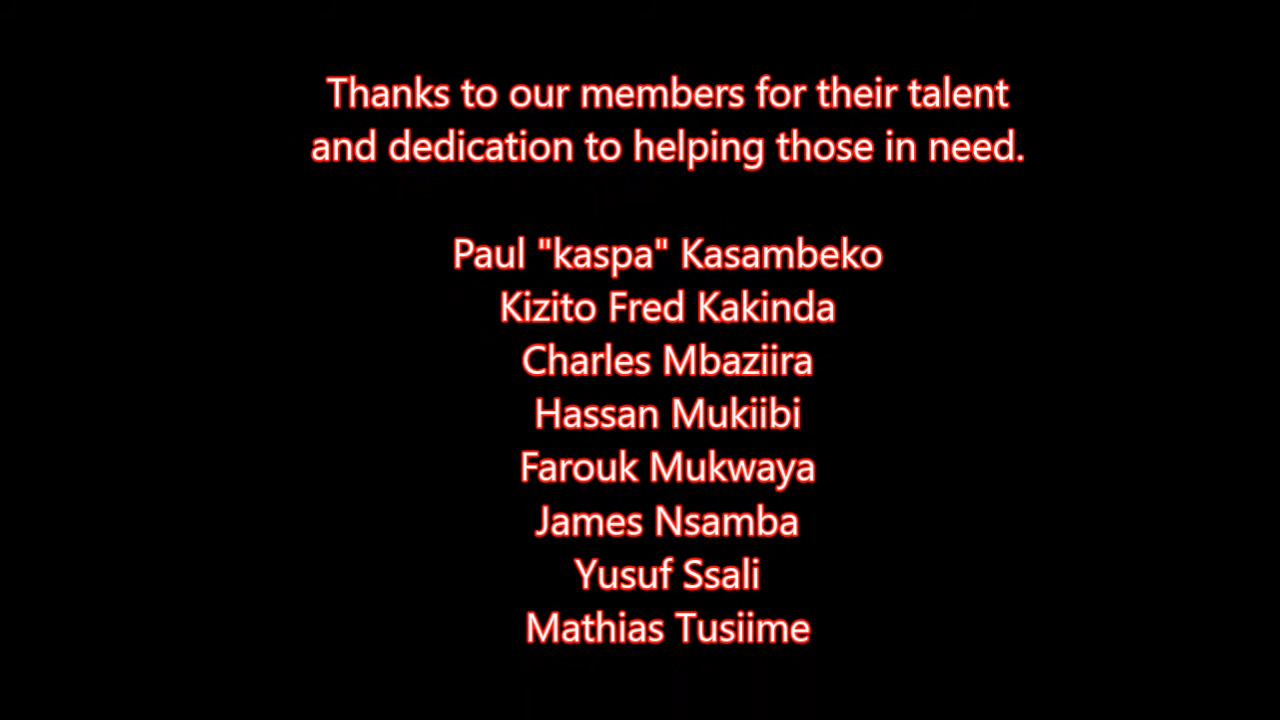 Thanks to our members for their talent
and dedication to helping those in need.
Paul "kaspa" Kasambeko
Kizito Fred Kakinda
Charles Mbaziira
Hassan Mukiibi
Farouk Mukwaya
James Nsamba
Yusuf Ssali
Mathias Tusiime